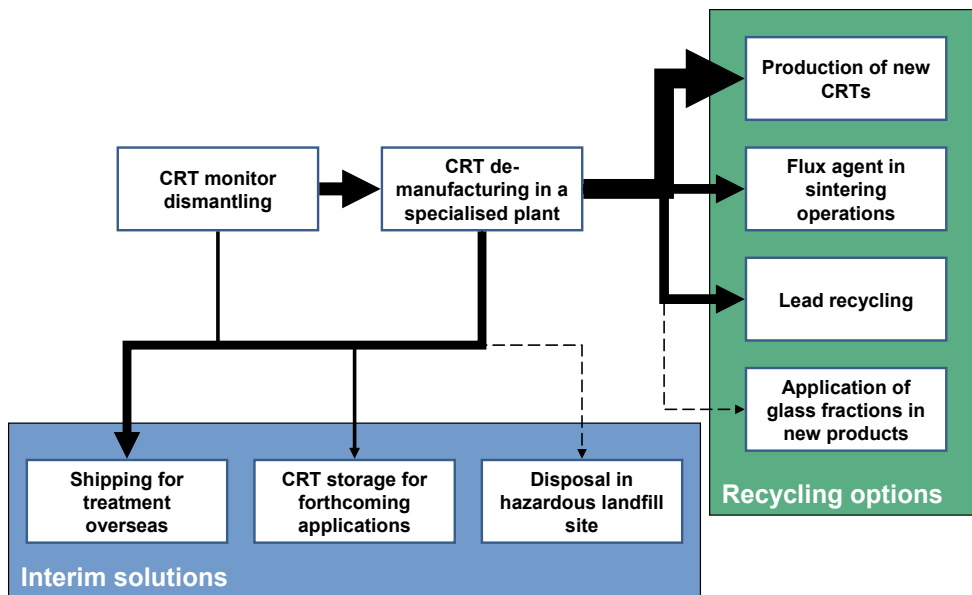 Production of new
CRTs
CRT monitor
dismantling
CRT de-
manufacturing in a
specialised plant
Flux agent in
sintering
operations
Lead recycling
Application of
glass fractions in
new products
Recycling options
Shipping for
treatment
overseas
CRT storage for
forthcoming
applications
Disposal in
hazardous landfill
site
Interim solutions